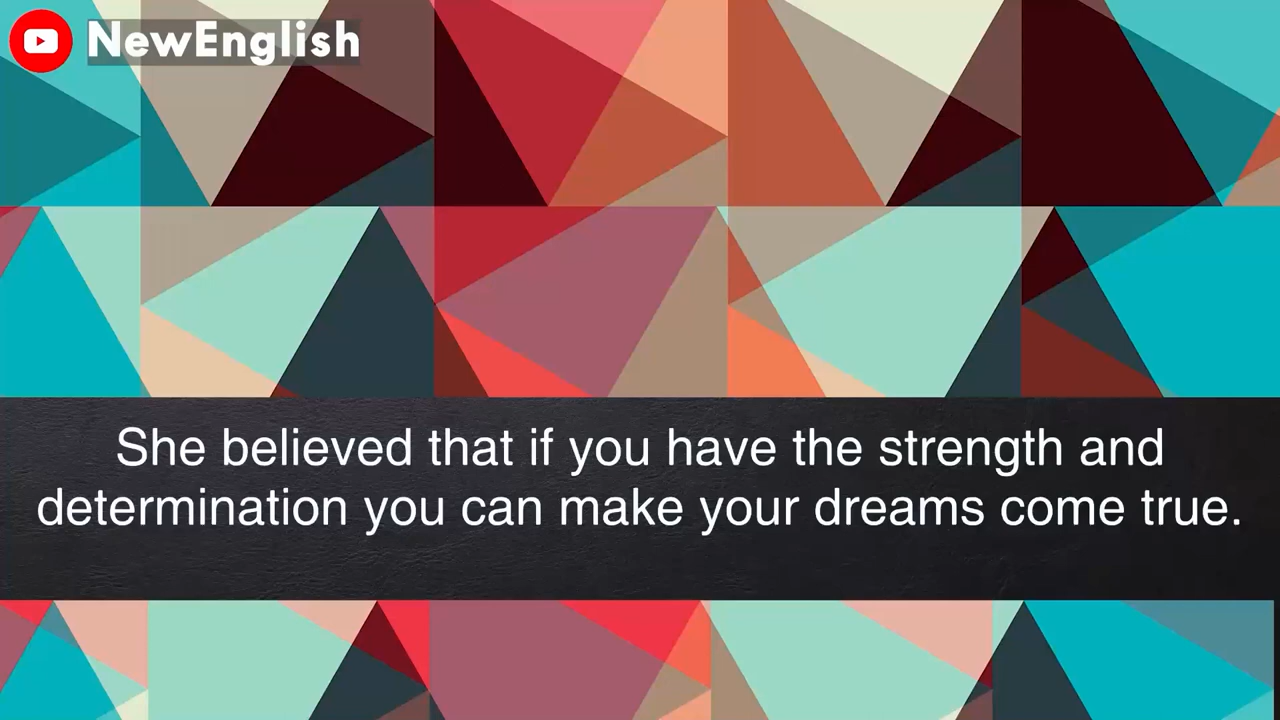 NewEnglish
She believed that if you have the strength and
determination you can make your dreams come true.